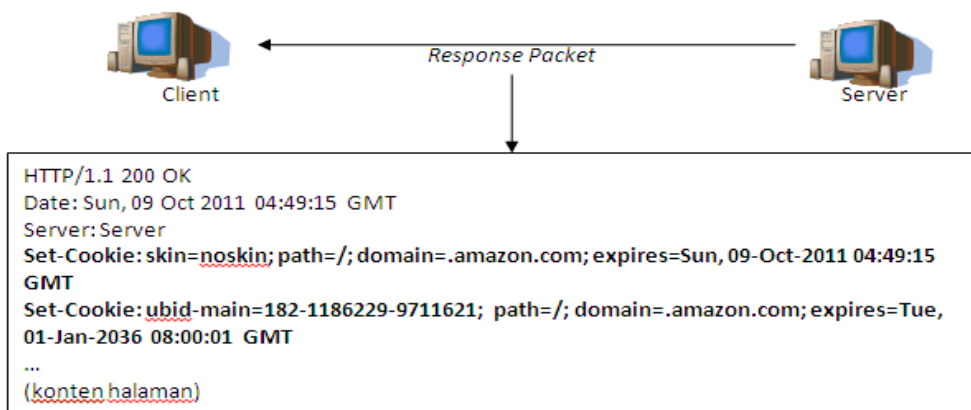 Response Packet
Client
Server
HTTP/1.1 200 OK
Date: Sun, 09 Oct 2011 04:49:15 GMT
Server: Server
Set-Cookie: skin=noskin; path=/; domain=.amazon.com; expires=Sun, 09-Oct-2011 04:49:15
GMT
Set-Cookie: ubid-main=182-1186229-9711621; path=/; domain=.amazon.com; expires=Tue,
01-Jan-2036 08:00:01 GMT
...
(konten halaman)